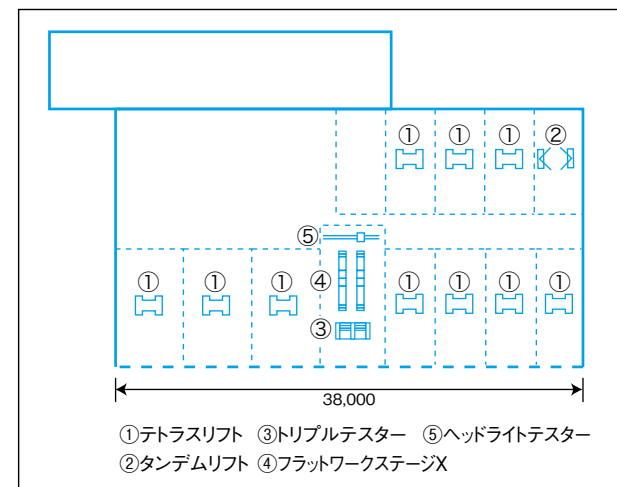 ① ① ① ②
⑤
① ① ① ④ ① ① ① ①
③
38,000
①テトラスリフト ③トリプルテスター ⑤ヘッドライトテスター
②タンデムリフト ④フラットワークステージX